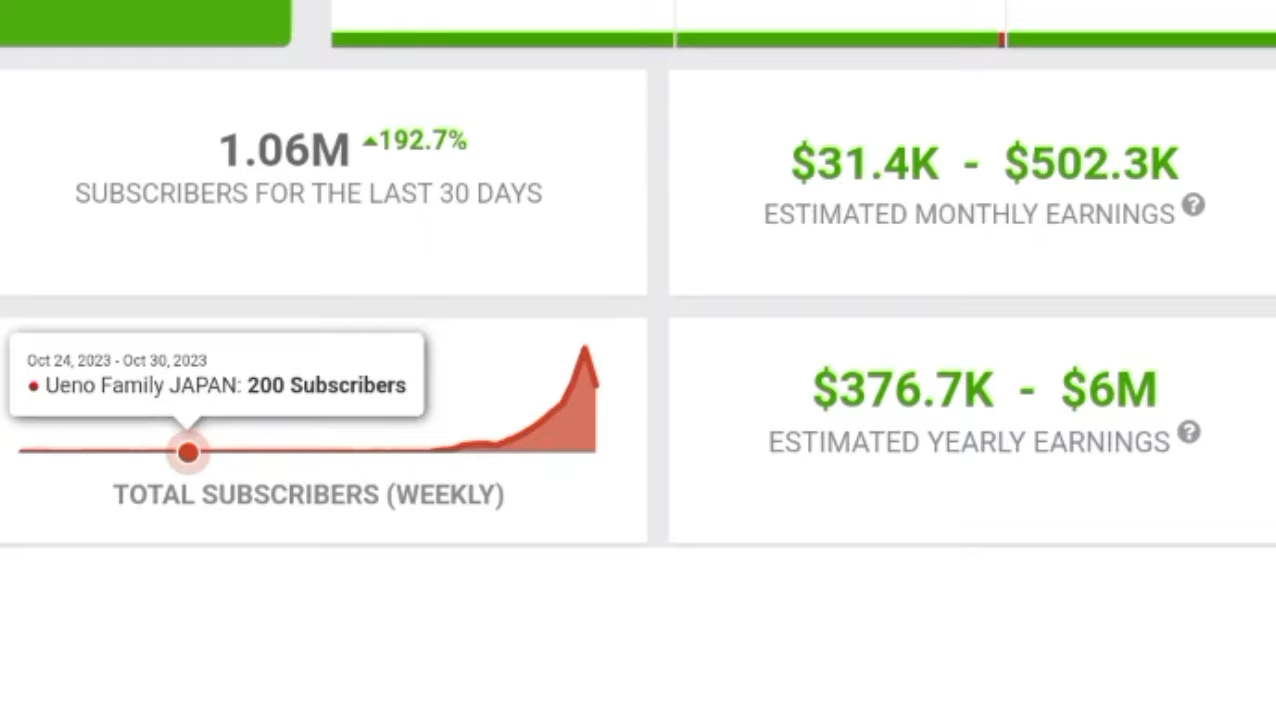 1.06M ▲192.7%
SUBSCRIBERS FOR THE LAST 30 DAYS
$31.4K - $502.3K
ESTIMATED MONTHLY EARNINGS ?
Oct 24, 2023 - Oct 30, 2023
● Ueno Family JAPAN: 200 Subscribers
TOTAL SUBSCRIBERS (WEEKLY)
$376.7K - $6M
ESTIMATED YEARLY EARNINGS ?